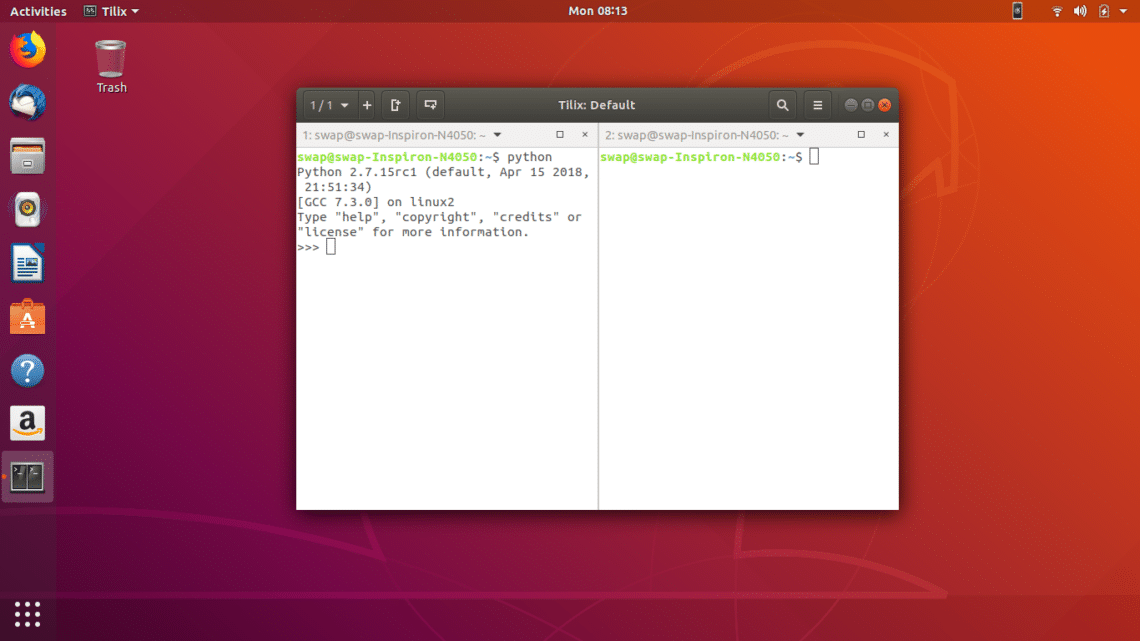 Activities Tilix Mon 08:13
Trash
1 / 1 Tilix: Default
1: swap@swap-Inspiron-N4050: ~
swap@swap-Inspiron-N4050:~$ python
Python 2.7.15rc1 (default, Apr 15 2018,
 21:51:34)
[GCC 7.3.0] on linux2
Type "help", "copyright", "credits" or
"license" for more information.
>>>
2: swap@swap-Inspiron-N4050: ~
swap@swap-Inspiron-N4050:~$